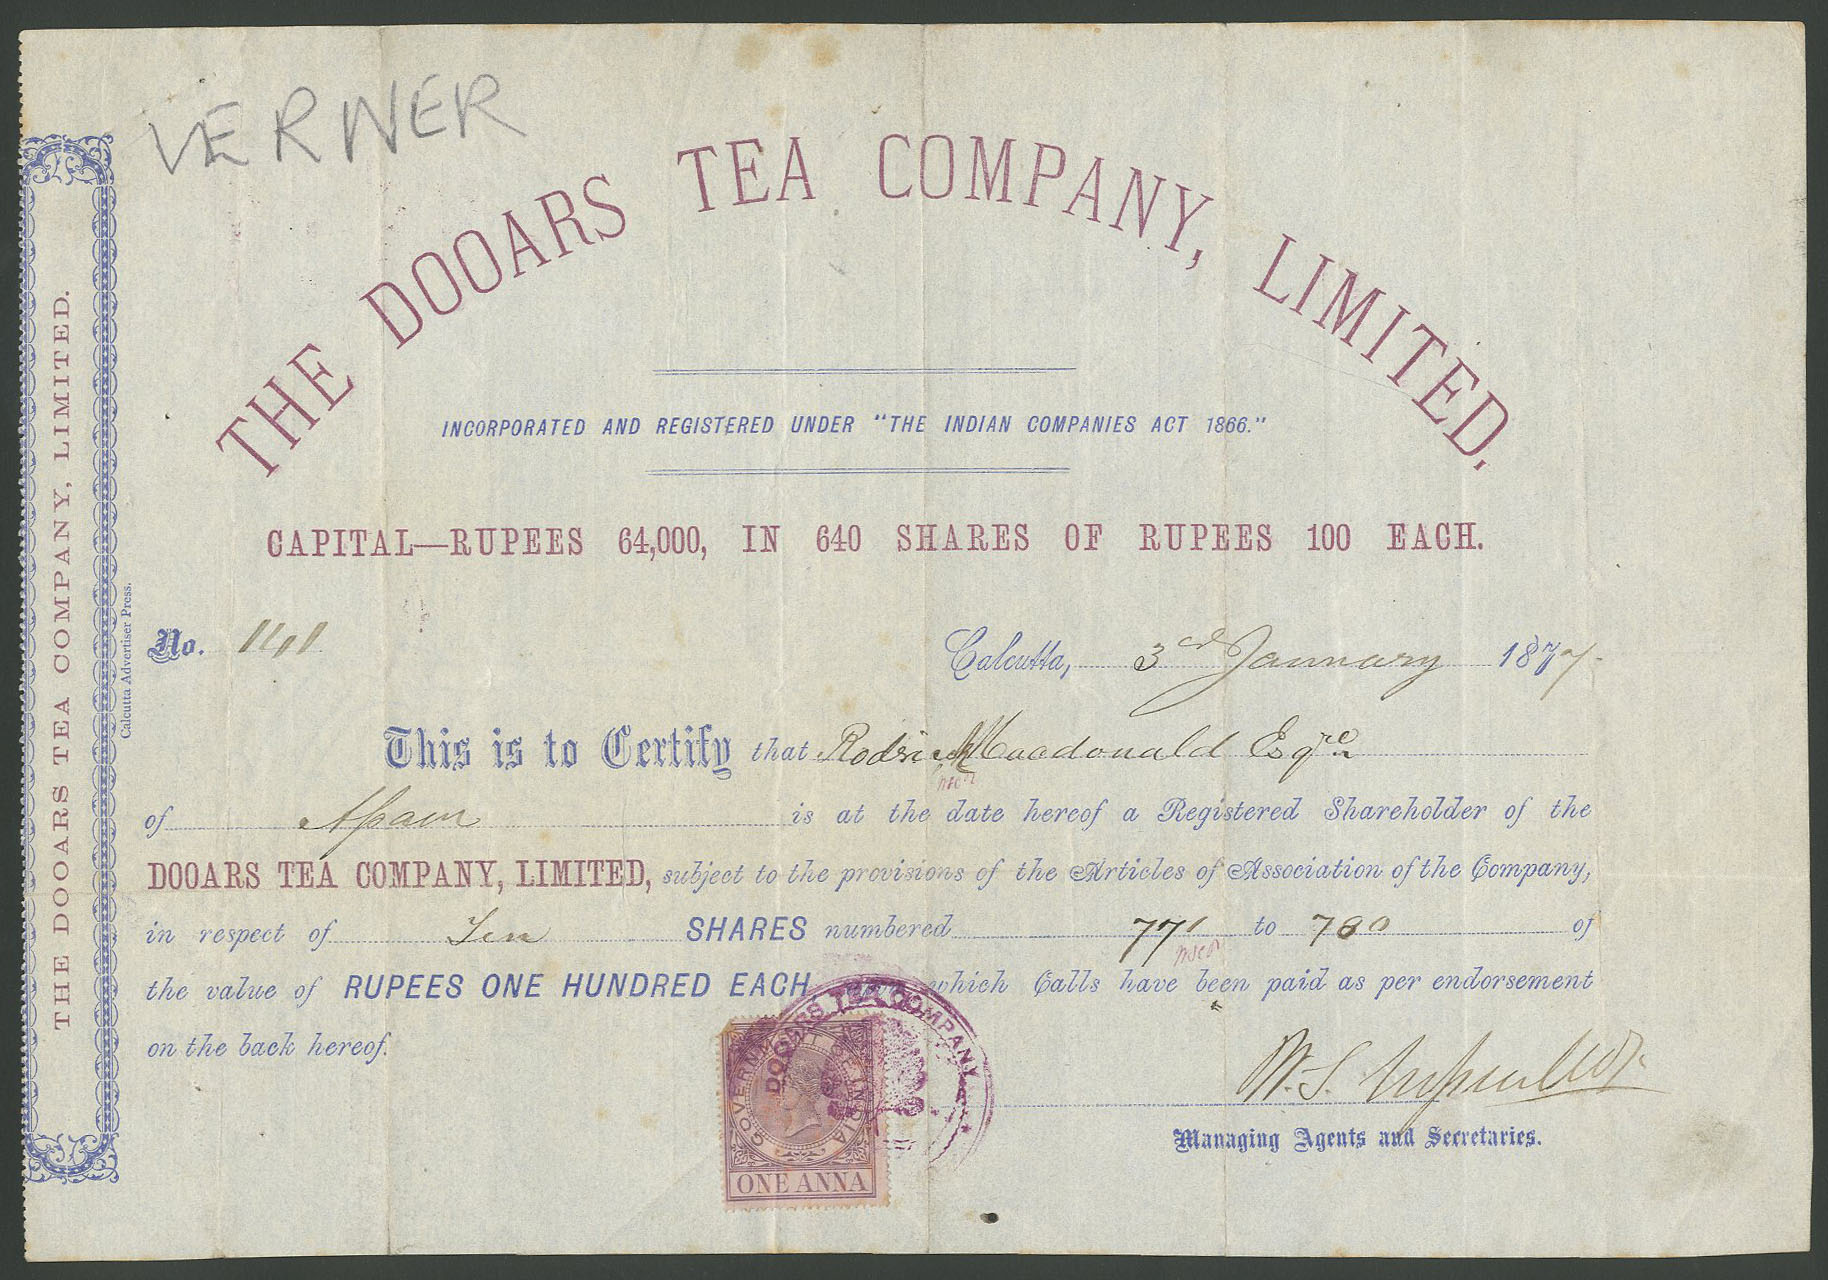 VERNER
THE DOOARS TEA COMPANY, LIMITED.
INCORPORATED AND REGISTERED UNDER "THE INDIAN COMPANIES ACT 1866."
CAPITAL—RUPEES 64,000, IN 640 SHARES OF RUPEES 100 EACH.
No. 141
Calcutta, 3rd January 1877.
This is to Certify that Rodrick Macdonald Esqre
of Assam is at the date hereof a Registered Shareholder of the
DOOARS TEA COMPANY, LIMITED, subject to the provisions of the Articles of Association of the Company,
in respect of Ten SHARES numbered 771 to 780 of
the value of RUPEES ONE HUNDRED EACH which Calls have been paid as per endorsement
on the back hereof.
W. S.
Managing Agents and Secretaries.
DOOARS TEA COMPANY
GOVERNMENT OF INDIA
ONE ANNA
THE DOOARS TEA COMPANY, LIMITED.
Calcutta Advertiser Press.